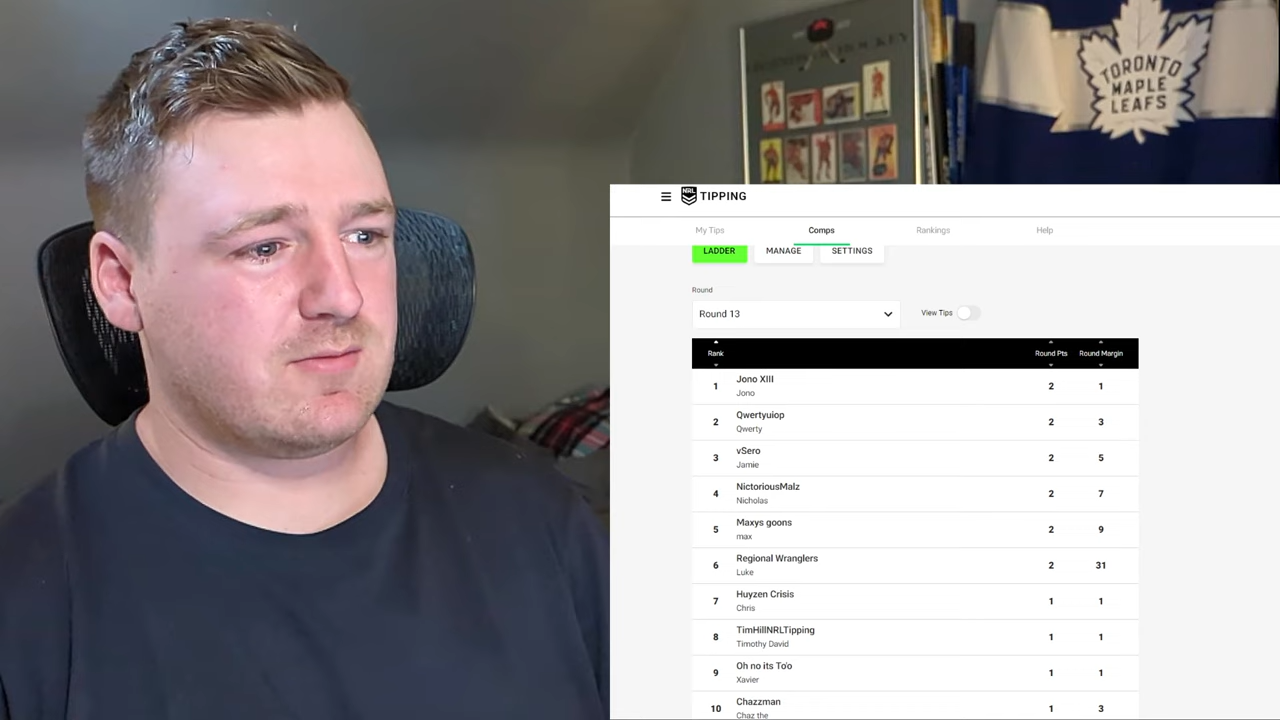 TORONTO
MAPLE
LEAFS
NRL
TIPPING
My Tips
Comps
Rankings
Help
LADDER
MANAGE
SETTINGS
Round
Round 13
View Tips
Rank
Round Pts
Round Margin
1
Jono XIII
Jono
2
1
2
Qwertyuiop
Qwerty
2
3
3
vSero
Jamie
2
5
4
NictoriousMalz
Nicholas
2
7
5
Maxys goons
max
2
9
6
Regional Wranglers
Luke
2
31
7
Huyzen Crisis
Chris
1
1
8
TimHillNRLTipping
Timothy David
1
1
9
Oh no its To'o
Xavier
1
1
10
Chazzman
Chaz the
1
3